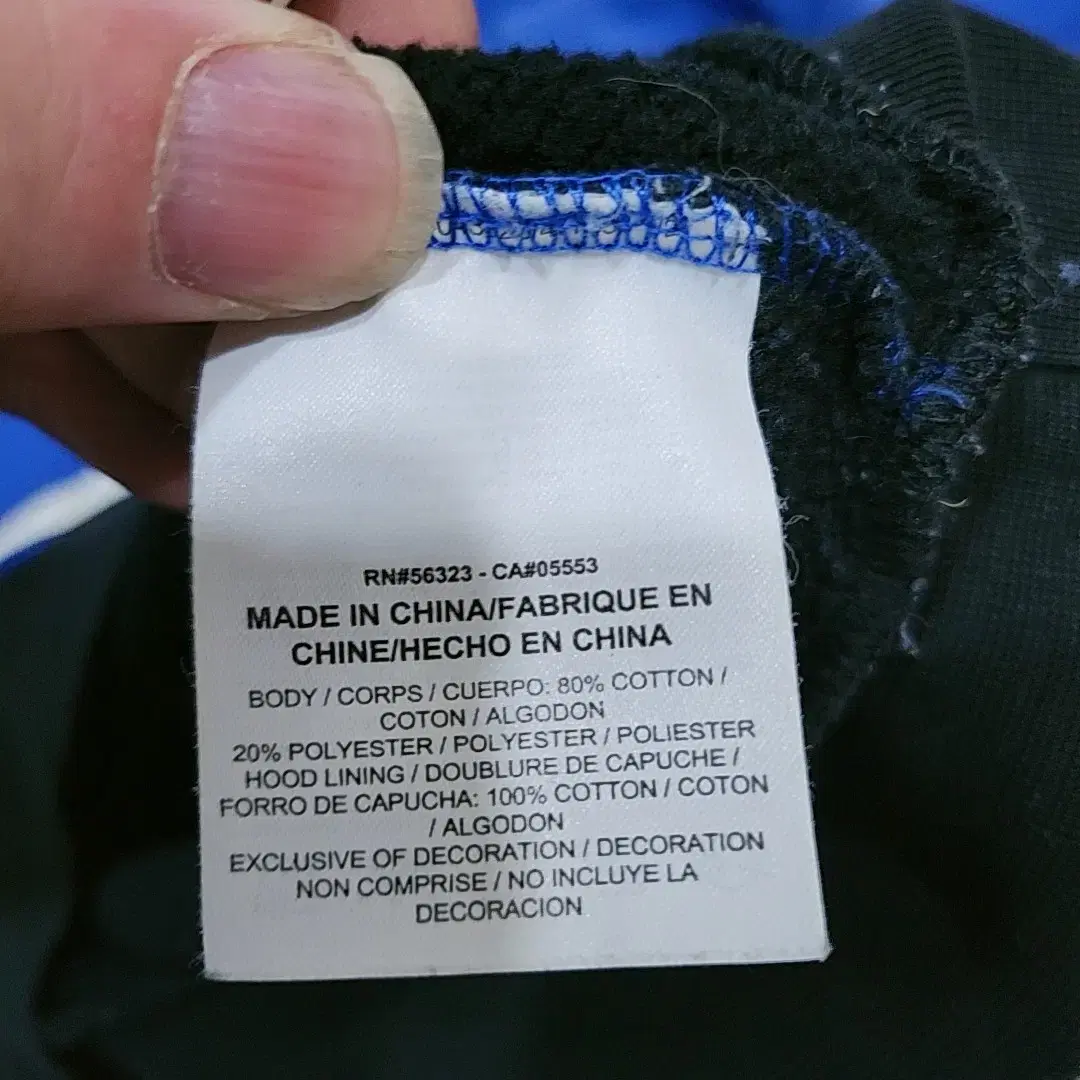 RN#56323 - CA#05553
MADE IN CHINA/FABRIQUE EN
CHINE/HECHO EN CHINA
BODY / CORPS / CUERPO: 80% COTTON /
COTON / ALGODON
20% POLYESTER / POLYESTER / POLIESTER
HOOD LINING / DOUBLURE DE CAPUCHE /
FORRO DE CAPUCHA: 100% COTTON / COTON
/ ALGODON
EXCLUSIVE OF DECORATION / DECORATION
NON COMPRISE / NO INCLUYE LA
DECORACION